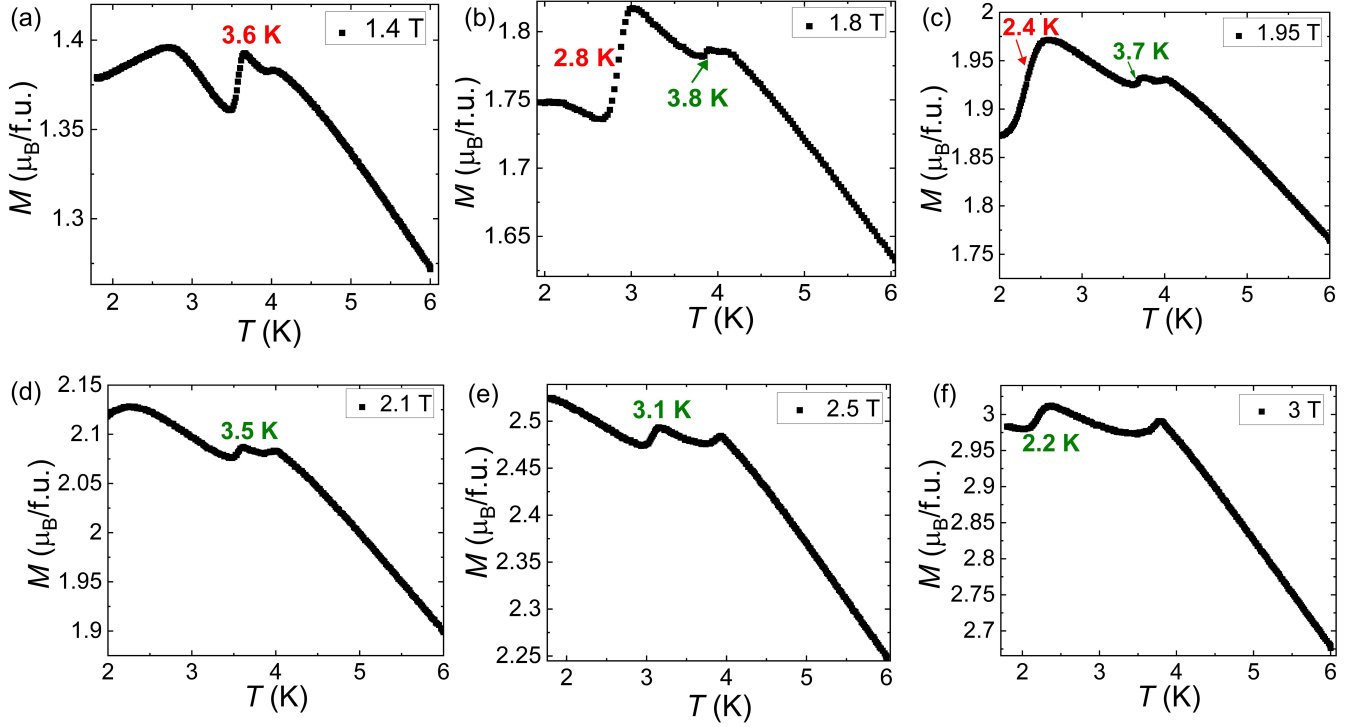 (a)
1.4 T
3.6 K
1.4
1.35
1.3
M (μB/f.u.)
2 3 4 5 6
T (K)
(b)
1.8 T
2.8 K
3.8 K
1.8
1.75
1.7
1.65
M (μB/f.u.)
2 3 4 5 6
T (K)
(c)
1.95 T
2.4 K
3.7 K
2
1.95
1.9
1.85
1.8
1.75
M (μB/f.u.)
2 3 4 5 6
T (K)
(d)
2.1 T
3.5 K
2.15
2.1
2.05
2
1.95
1.9
M (μB/f.u.)
2 3 4 5 6
T (K)
(e)
2.5 T
3.1 K
2.5
2.45
2.4
2.35
2.3
2.25
M (μB/f.u.)
2 3 4 5 6
T (K)
(f)
3 T
2.2 K
3
2.95
2.9
2.85
2.8
2.75
2.7
M (μB/f.u.)
2 3 4 5 6
T (K)